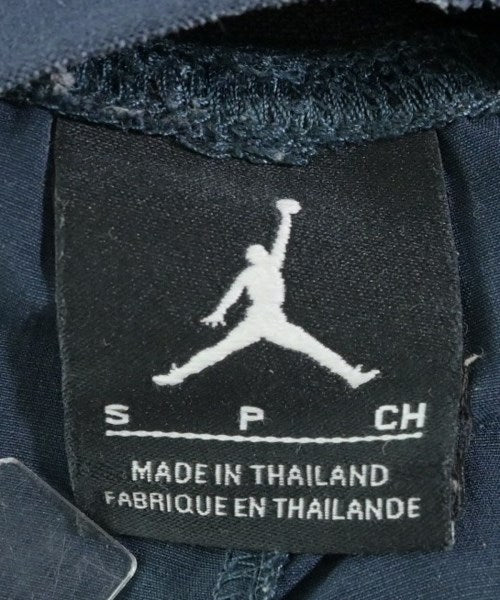 S P CH
MADE IN THAILAND
FABRIQUE EN THAILANDE